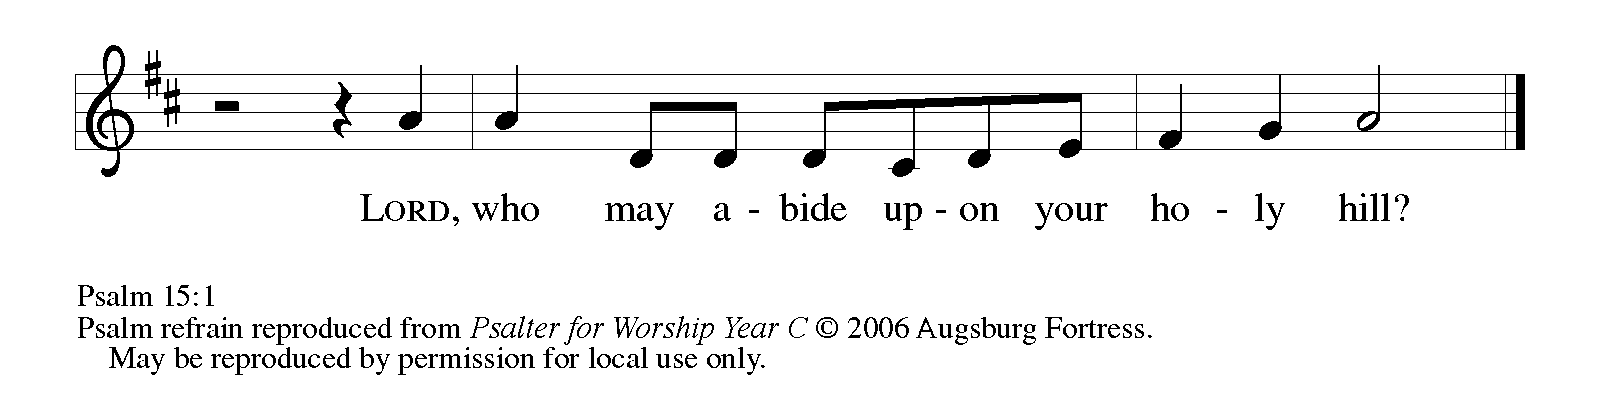 LORD, who may a - bide up - on your ho - ly hill?
Psalm 15:1
Psalm refrain reproduced from Psalter for Worship Year C © 2006 Augsburg Fortress.
May be reproduced by permission for local use only.